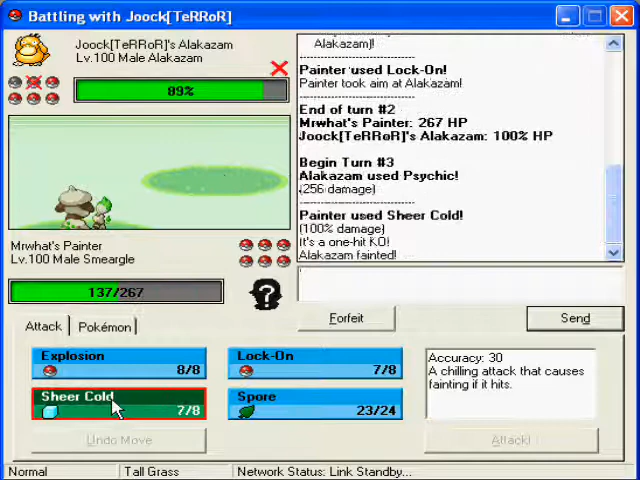 Battling with Joock[TeRRoR]
Joock[TeRRoR]'s Alakazam
Lv.100 Male Alakazam
89%
Mrwhat's Painter
Lv.100 Male Smeargle
137/267
Alakazam)!
Painter used Lock-On!
Painter took aim at Alakazam!
End of turn #2
Mrwhat's Painter: 267 HP
Joock[TeRRoR]'s Alakazam: 100% HP
Begin Turn #3
Alakazam used Psychic!
(256 damage)
Painter used Sheer Cold!
(100% damage)
It's a one-hit KO!
Alakazam fainted!
Forfeit
Send
Attack
Pokémon
Explosion
8/8
Lock-On
7/8
Sheer Cold
7/8
Spore
23/24
Accuracy: 30
A chilling attack that causes
fainting if it hits.
Undo Move
Attack!
Normal
Tall Grass
Network Status: Link Standby...